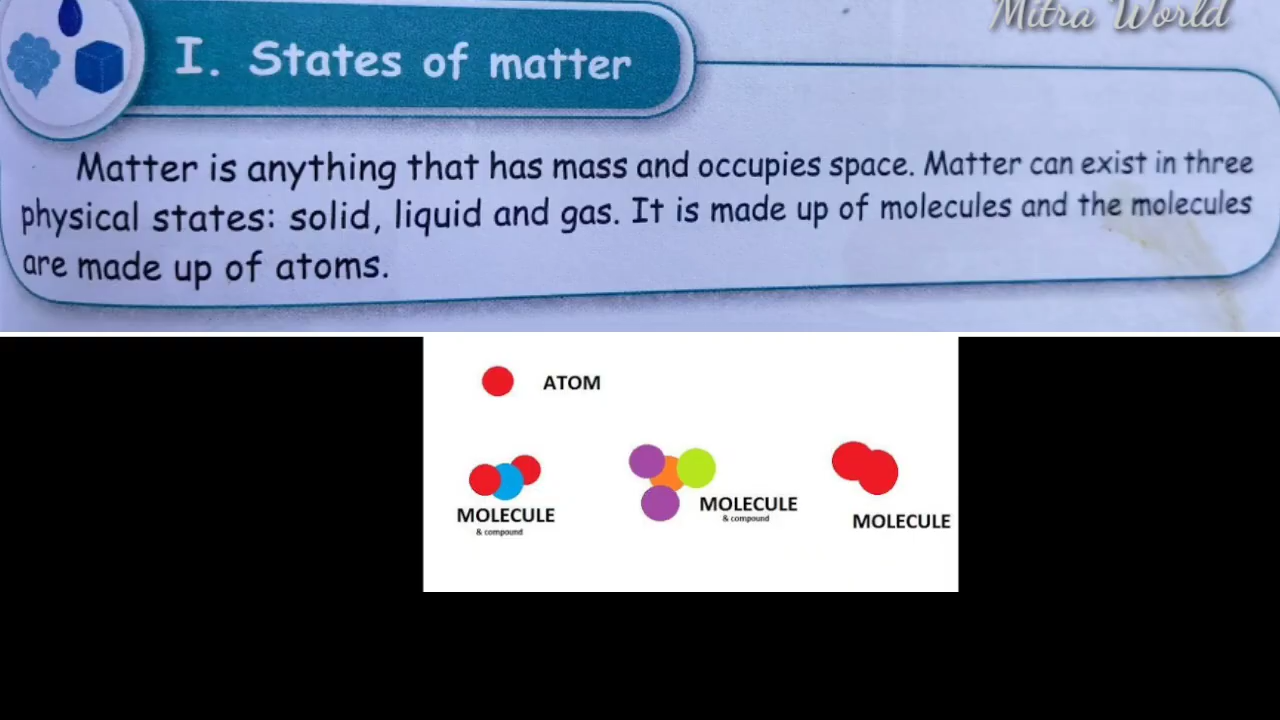 Mitra World
I. States of matter
Matter is anything that has mass and occupies space. Matter can exist in three
physical states: solid, liquid and gas. It is made up of molecules and the molecules
are made up of atoms.
ATOM
MOLECULE
& compound
MOLECULE
& compound
MOLECULE